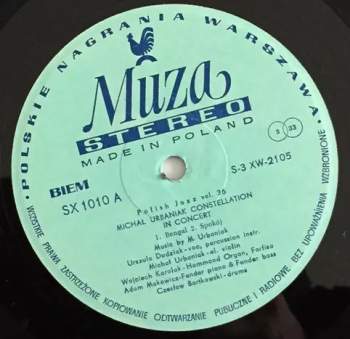 · POLSKIE NAGRANIA WARSZAWA ·
Muza
STEREO
MADE IN POLAND
BIEM
SX 1010 A
S 33
S-3 XW-2105
Polish Jazz vol. 36
MICHAŁ URBANIAK CONSTELLATION
IN CONCERT
1. Bengal 2. Spokój
Music by M. Urbaniak
Urszula Dudziak-voc, percussion instr.
Michał Urbaniak-el. violin
Wojciech Karolak-Hammond Organ, Farfisa
Adam Makowicz-Fender piano & Fender bass
Czesław Bartkowski-drums
WSZYSTKIE PRAWA ZASTRZEŻONE KOPIOWANIE ODTWARZANIE PUBLICZNE I RADIOWE BEZ UPOWAŻNIENIA WZBRONIONE